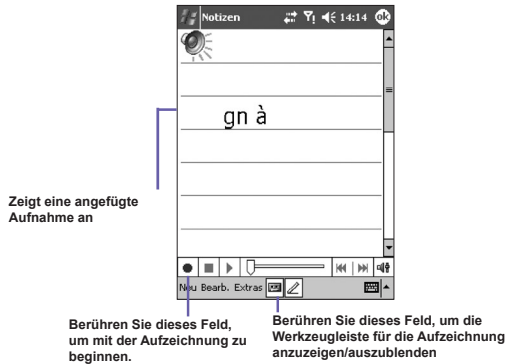 Notizen 14:14 ok
gn à
Zeigt eine angefügte
Aufnahme an
Neu Bearb. Extras
Berühren Sie dieses Feld,
um mit der Aufzeichnung zu
beginnen.
Berühren Sie dieses Feld, um die
Werkzeugleiste für die Aufzeichnung
anzuzeigen/auszublenden